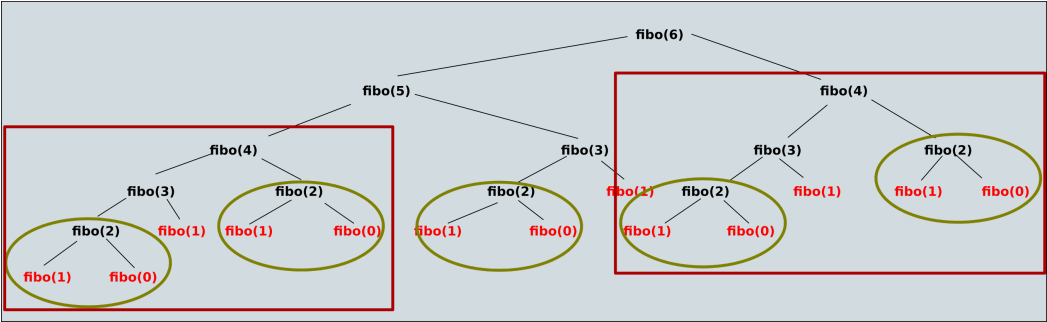 fibo(6)
fibo(5) fibo(4)
fibo(4) fibo(3) fibo(3) fibo(2)
fibo(3) fibo(2) fibo(2) fibo(1) fibo(2) fibo(1) fibo(1) fibo(0)
fibo(2) fibo(1) fibo(1) fibo(0) fibo(1) fibo(0) fibo(1) fibo(0)
fibo(1) fibo(0)